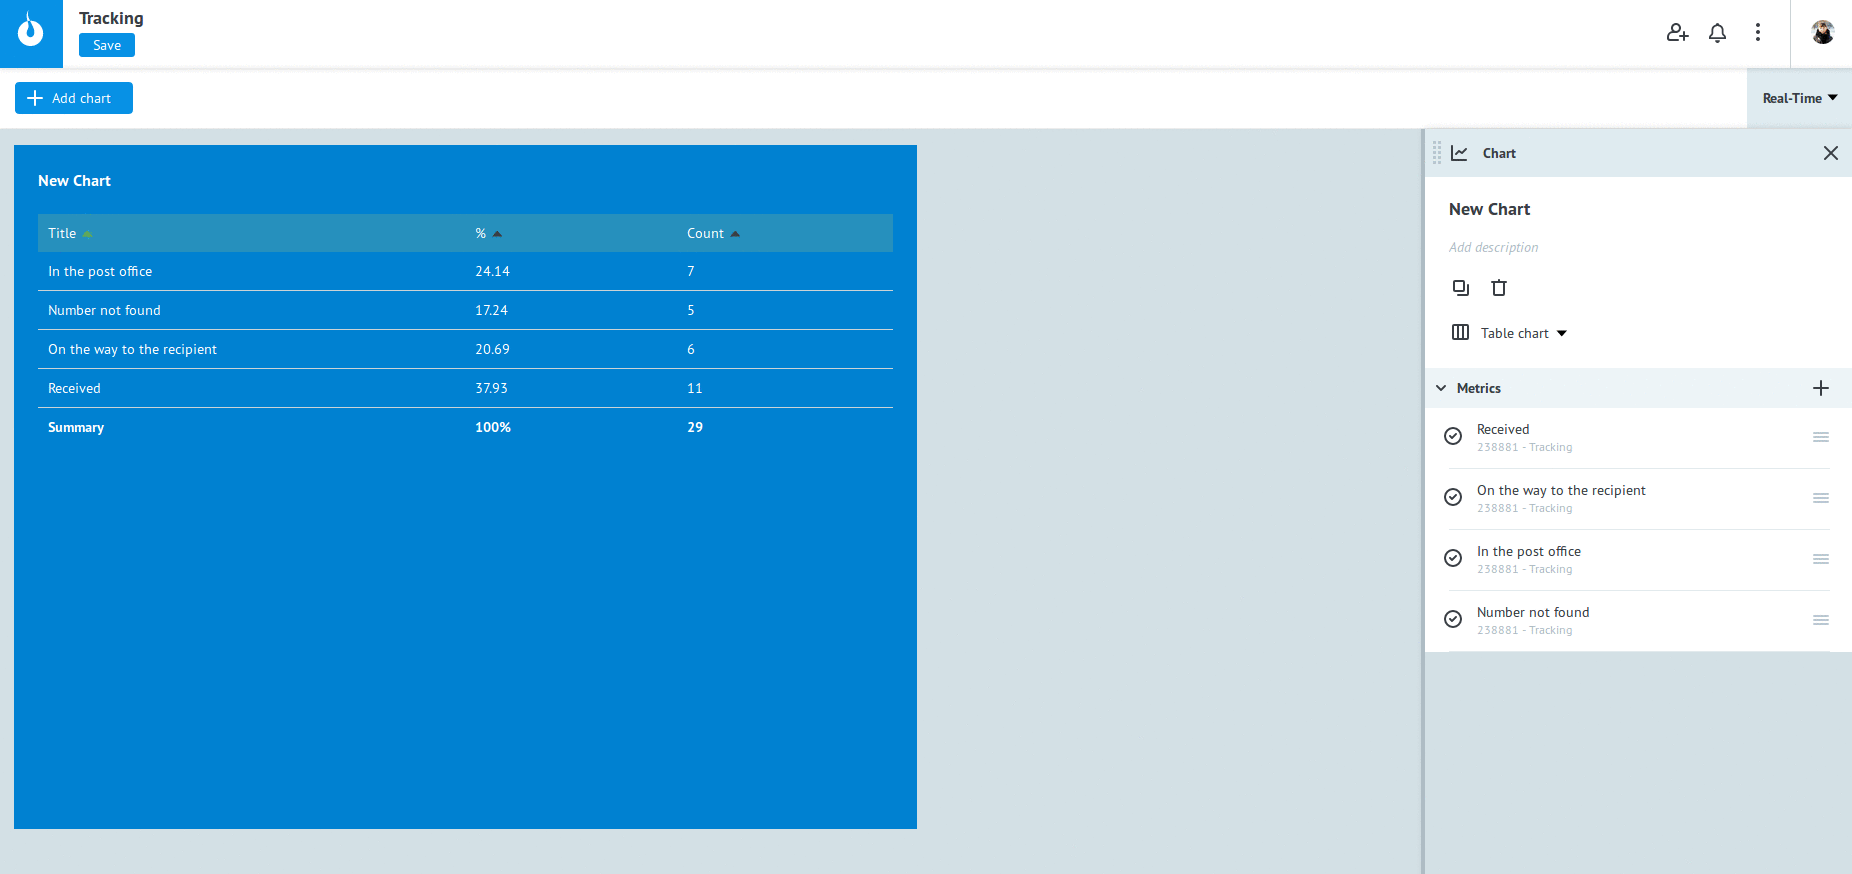 Tracking
Save
Add chart
Real-Time
New Chart
Title % Count
In the post office 24.14 7
Number not found 17.24 5
On the way to the recipient 20.69 6
Received 37.93 11
Summary 100% 29
Chart
New Chart
Add description
Table chart
Metrics
Received
238881 - Tracking
On the way to the recipient
238881 - Tracking
In the post office
238881 - Tracking
Number not found
238881 - Tracking